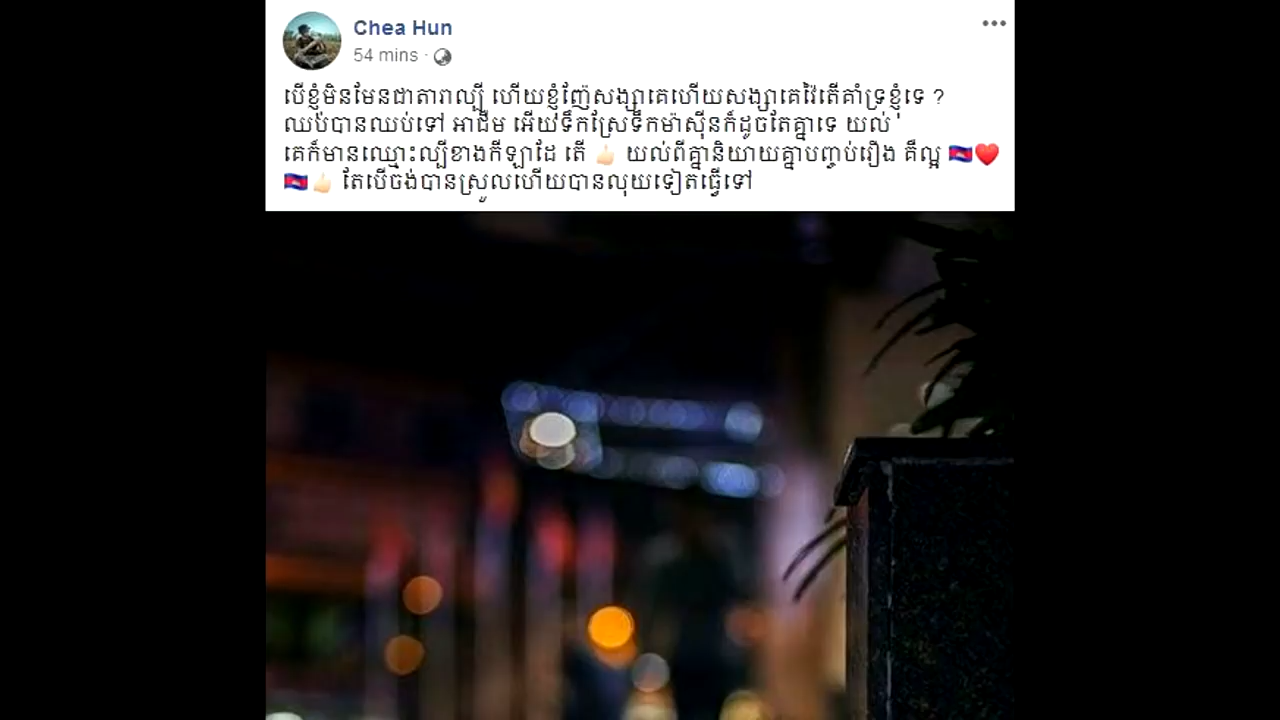 Chea Hun
54 mins ·
បើខ្ញុំមិនមែនជាតារាល្បី ហើយខ្ញុំញ៉ែសង្សាគេហើយសង្សាគេវ៉ៃតើគាំទ្រខ្ញុំទេ ?
ឈប់បានឈប់ទៅ អាជឺម អើយទឹកស្រែទឹកម៉ាស៊ីនក៏ដូចតែគ្នាទេ យល់
គេក៏មានឈ្មោះល្បីខាងកីឡាដែ តើ 👍🏻 យល់ពីគ្នានិយាយគ្នាបញ្ចប់រឿង គឺល្អ 🇰🇭❤️
🇰🇭👍🏻 តែបើចង់បានស្រួលហើយបានលុយទៀតធ្វើទៅ